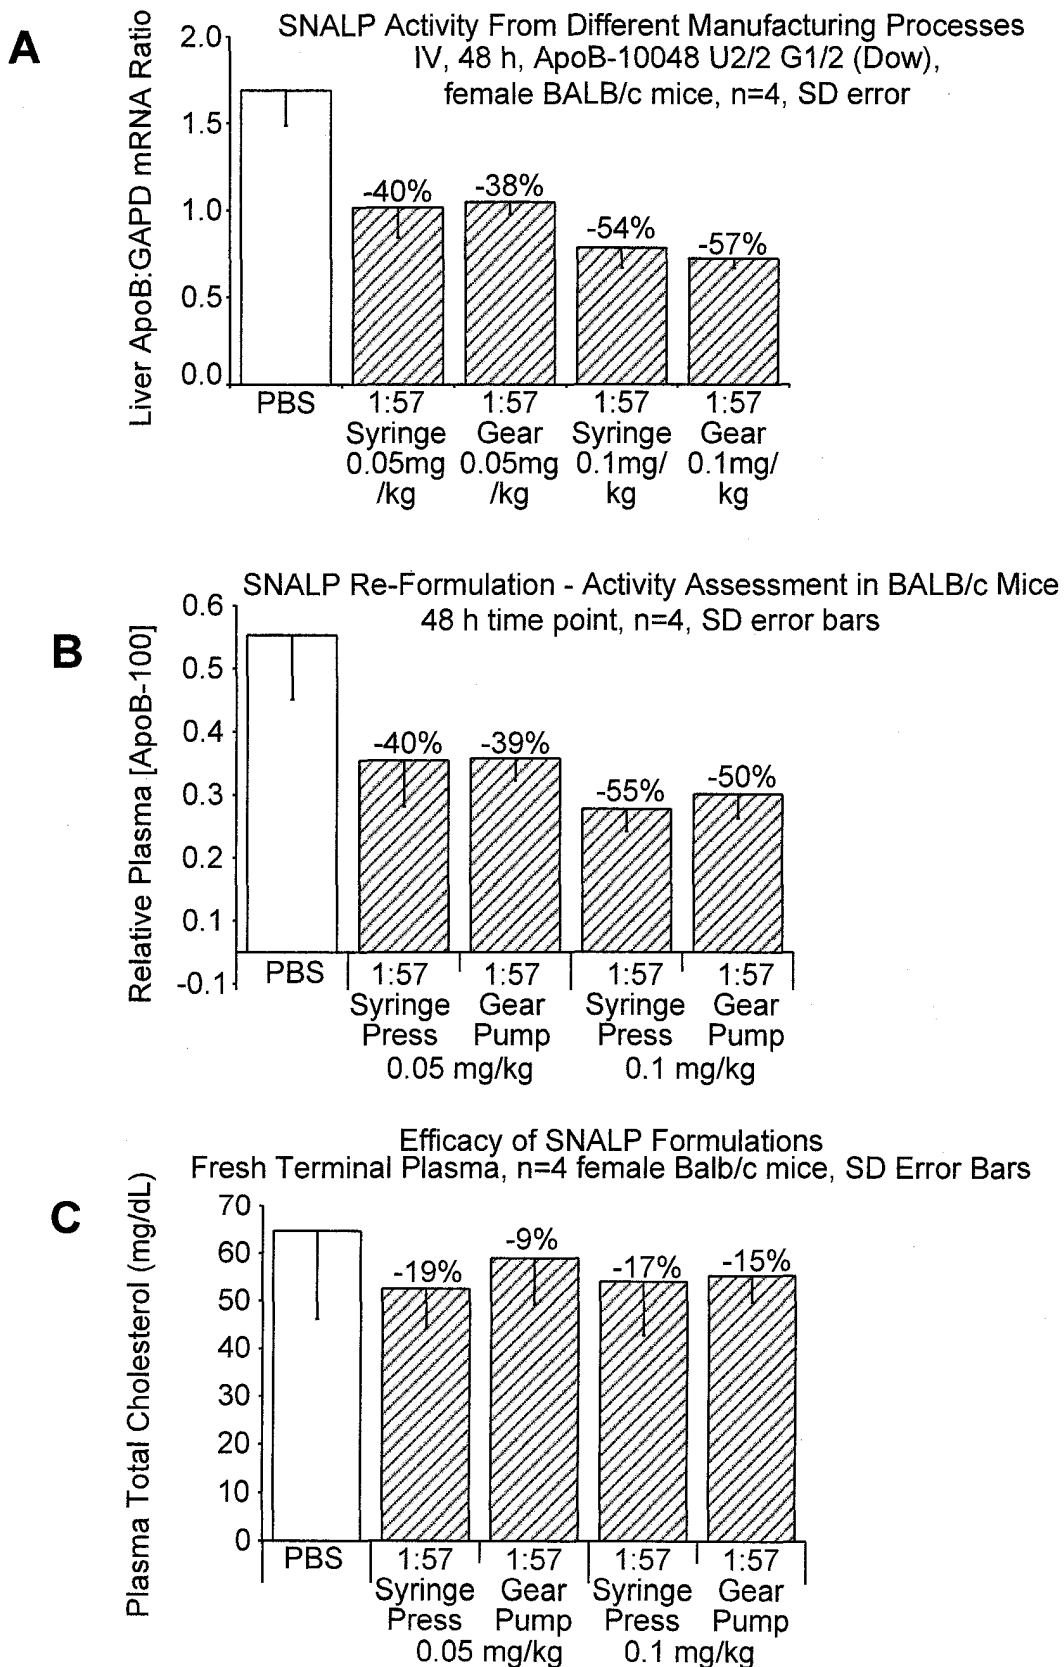 A
SNALP Activity From Different Manufacturing Processes
IV, 48 h, ApoB-10048 U2/2 G1/2 (Dow),
female BALB/c mice, n=4, SD error
Liver ApoB:GAPD mRNA Ratio
2.0
1.5
1.0
0.5
0.0
-40%
-38%
-54%
-57%
PBS
1:57 1:57 1:57 1:57
Syringe Gear Syringe Gear
0.05mg 0.05mg 0.1mg/ 0.1mg/
/kg /kg kg kg
B
SNALP Re-Formulation - Activity Assessment in BALB/c Mice
48 h time point, n=4, SD error bars
Relative Plasma [ApoB-100]
0.6
0.5
0.4
0.3
0.2
0.1
-0.1
-40%
-39%
-55%
-50%
PBS
1:57 1:57 1:57 1:57
Syringe Gear Syringe Gear
Press Pump Press Pump
0.05 mg/kg 0.1 mg/kg
C
Efficacy of SNALP Formulations
Fresh Terminal Plasma, n=4 female Balb/c mice, SD Error Bars
Plasma Total Cholesterol (mg/dL)
70
60
50
40
30
20
10
0
-19%
-9%
-17%
-15%
PBS
1:57 1:57 1:57 1:57
Syringe Gear Syringe Gear
Press Pump Press Pump
0.05 mg/kg 0.1 mg/kg